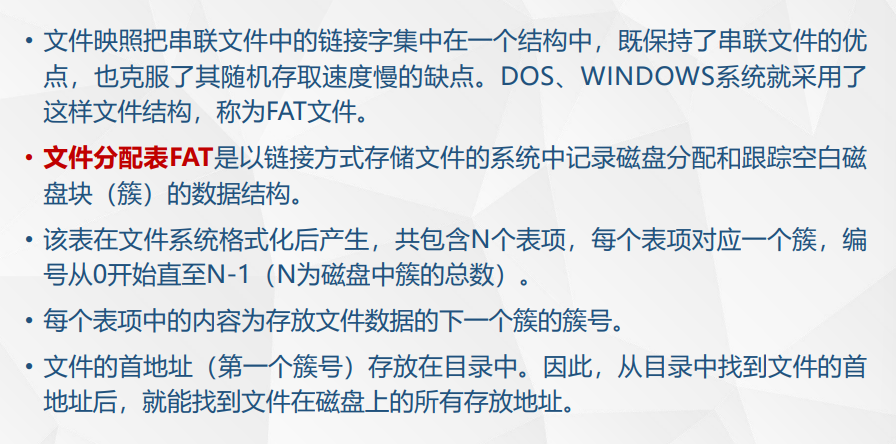 • 文件映照把串联文件中的链接字集中在一个结构中，既保持了串联文件的优
点，也克服了其随机存取速度慢的缺点。DOS、WINDOWS系统就采用了
这样文件结构，称为FAT文件。
• 文件分配表FAT是以链接方式存储文件的系统中记录磁盘分配和跟踪空白磁
盘块（簇）的数据结构。
• 该表在文件系统格式化后产生，共包含N个表项，每个表项对应一个簇，编
号从0开始直至N-1（N为磁盘中簇的总数）。
• 每个表项中的内容为存放文件数据的下一个簇的簇号。
• 文件的首地址（第一个簇号）存放在目录中。因此，从目录中找到文件的首
地址后，就能找到文件在磁盘上的所有存放地址。